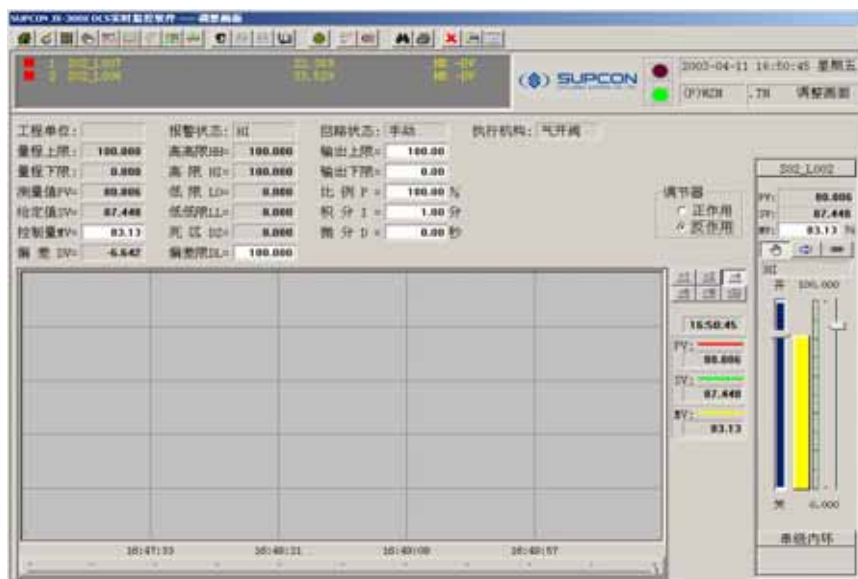 SUPCON JX-300X DCS实时监控软件 —— 调整画面
1 S02_L007
2 S02_L006
SUPCON
2003-04-11 16:50:45 星期五
调整画面
工程单位:
报警状态: HI
回路状态: 手动
执行机构: 气开阀
量程上限: 100.000
高高限HH= 100.000
输出上限= 100.00
量程下限: 0.000
高 限 HI= 100.000
输出下限= 0.00
测量值PV= 80.806
低 限 LO= 0.000
比 例 P = 100.00 %
给定值SV= 87.448
低低限LL= 0.000
积 分 I = 1.00 分
控制量MV= 83.13
死 区 DZ= 0.000
微 分 D = 0.00 秒
偏 差 DV= -6.642
偏差限DL= 100.000
调节器
正作用
反作用
S02_L002
PV: 80.806
SV: 87.448
MV: 83.13 %
HI
开 100.000
关 0.000
串级内环
16:50:45
PV:
80.806
SV:
87.448
MV:
83.13
16:47:33 16:48:21 16:49:09 16:49:57